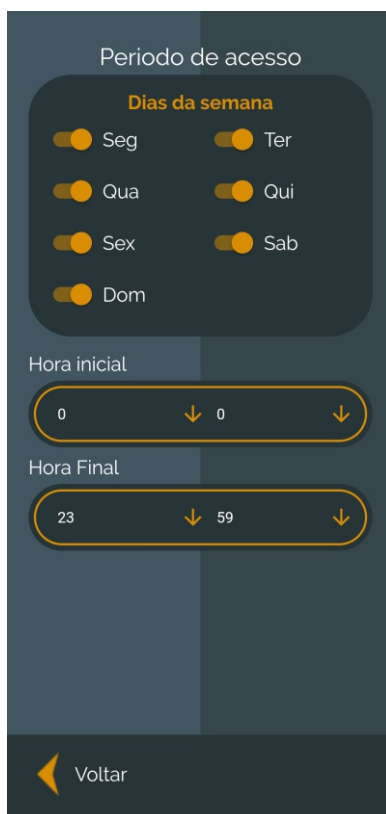 Periodo de acesso
Dias da semana
Seg Ter
Qua Qui
Sex Sab
Dom
Hora inicial
0 0
Hora Final
23 59
Voltar